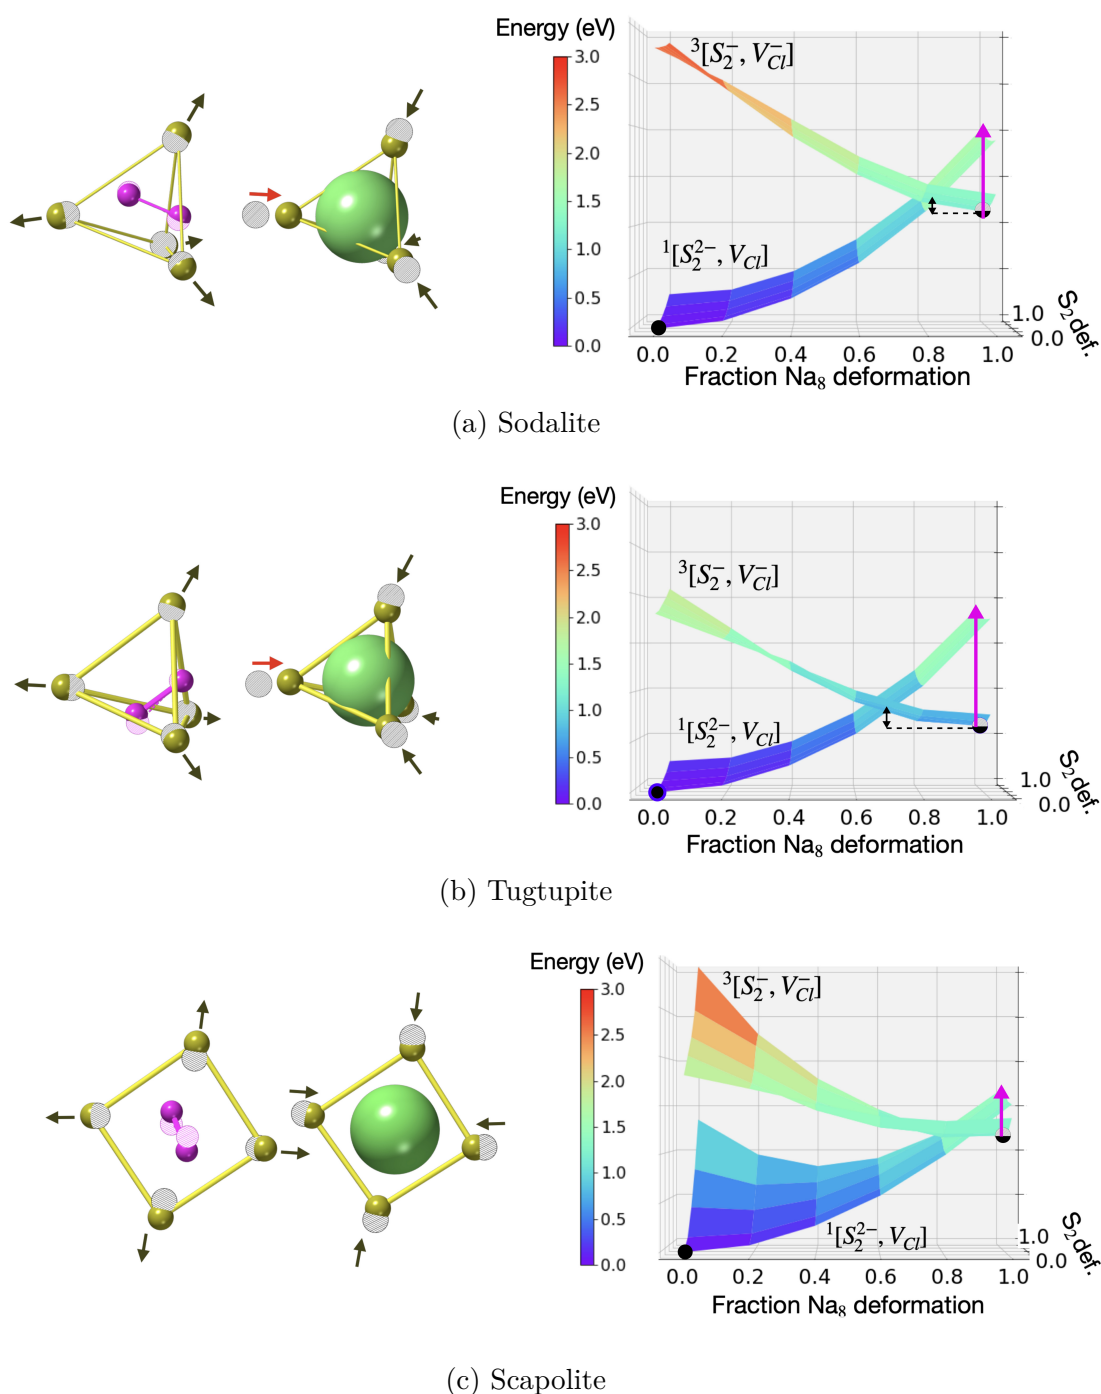 Energy (eV)
3.0
2.5
2.0
1.5
1.0
0.5
0.0
³[S₂⁻, V_Cl⁻]
¹[S₂²⁻, V_Cl]
1.0
0.0
S₂ def.
0.0 0.2 0.4 0.6 0.8 1.0
Fraction Na₈ deformation
(a) Sodalite
Energy (eV)
3.0
2.5
2.0
1.5
1.0
0.5
0.0
³[S₂⁻, V_Cl⁻]
¹[S₂²⁻, V_Cl]
1.0
0.0
S₂ def.
0.0 0.2 0.4 0.6 0.8 1.0
Fraction Na₈ deformation
(b) Tugtupite
Energy (eV)
3.0
2.5
2.0
1.5
1.0
0.5
0.0
³[S₂⁻, V_Cl⁻]
¹[S₂²⁻, V_Cl]
1.0
0.0
S₂ def.
0.0 0.2 0.4 0.6 0.8 1.0
Fraction Na₈ deformation
(c) Scapolite